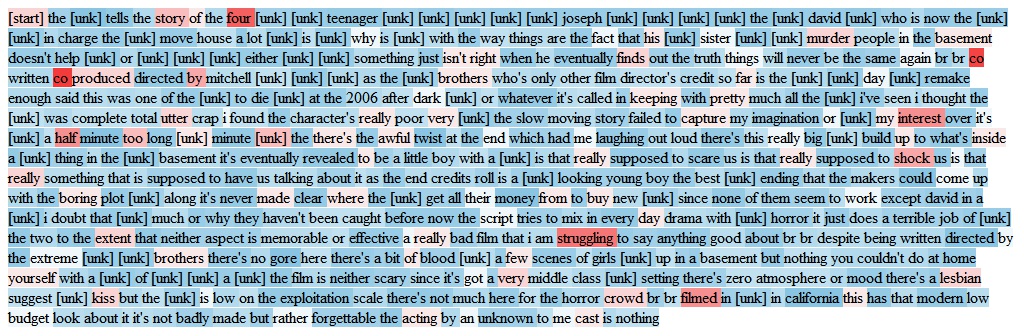 [start] tells the [unk] tells the story of the four [unk] [unk] teenager [unk] [unk] [unk] [unk] [unk] joseph [unk] [unk] [unk] [unk] the [unk] david [unk] who is now the [unk]
[unk] in charge the [unk] move house a lot [unk] is [unk] why is [unk] with the way things are the fact that his [unk] sister [unk] [unk] murder people in the basement
doesn't help [unk] or [unk] [unk] [unk] either [unk] [unk] something just isn't right when he eventually finds out the truth things will never be the same again br br co
written co produced directed by mitchell [unk] [unk] as the [unk] brothers who's only other film director's credit so far is the [unk] [unk] day [unk] remake
enough said this was one of the [unk] to die [unk] at the 2006 after dark [unk] or whatever it's called in keeping with pretty much all the [unk] i've seen i thought the
[unk] was complete total utter crap i found the character's really poor very [unk] the slow moving story failed to capture my imagination or [unk] my interest over it's
[unk] a half minute too long [unk] minute [unk] the there's the awful twist at the end which had me laughing out loud there's this really big [unk] build up to what's inside
a [unk] thing in the [unk] basement it's eventually revealed to be a little boy with a [unk] is that really supposed to scare us is that really supposed to shock us is that
really something that is supposed to have us talking about it as the end credits roll is a [unk] looking young boy the best [unk] ending that the makers could come up
with the boring plot [unk] along it's never made clear where the [unk] get all their money from to buy new [unk] since none of them seem to work except david in a
[unk] i doubt that [unk] much or why they haven't been caught before now the script tries to mix in every day drama with [unk] horror it just does a terrible job of [unk]
the two to the extent that neither aspect is memorable or effective a really bad film that i am struggling to say anything good about br br despite being written directed by
the extreme [unk] [unk] brothers there's no gore here there's a bit of blood [unk] a few scenes of girls [unk] up in a basement but nothing you couldn't do at home
yourself with a [unk] of [unk] [unk] a [unk] the film is neither scary since it's got a very middle class [unk] setting there's zero atmosphere or mood there's a lesbian
suggest [unk] kiss but the [unk] is low on the exploitation scale there's not much here for the horror crowd br br filmed in [unk] in california this has that modern low
budget look about it it's not badly made but rather forgettable the acting by an unknown to me cast is nothing